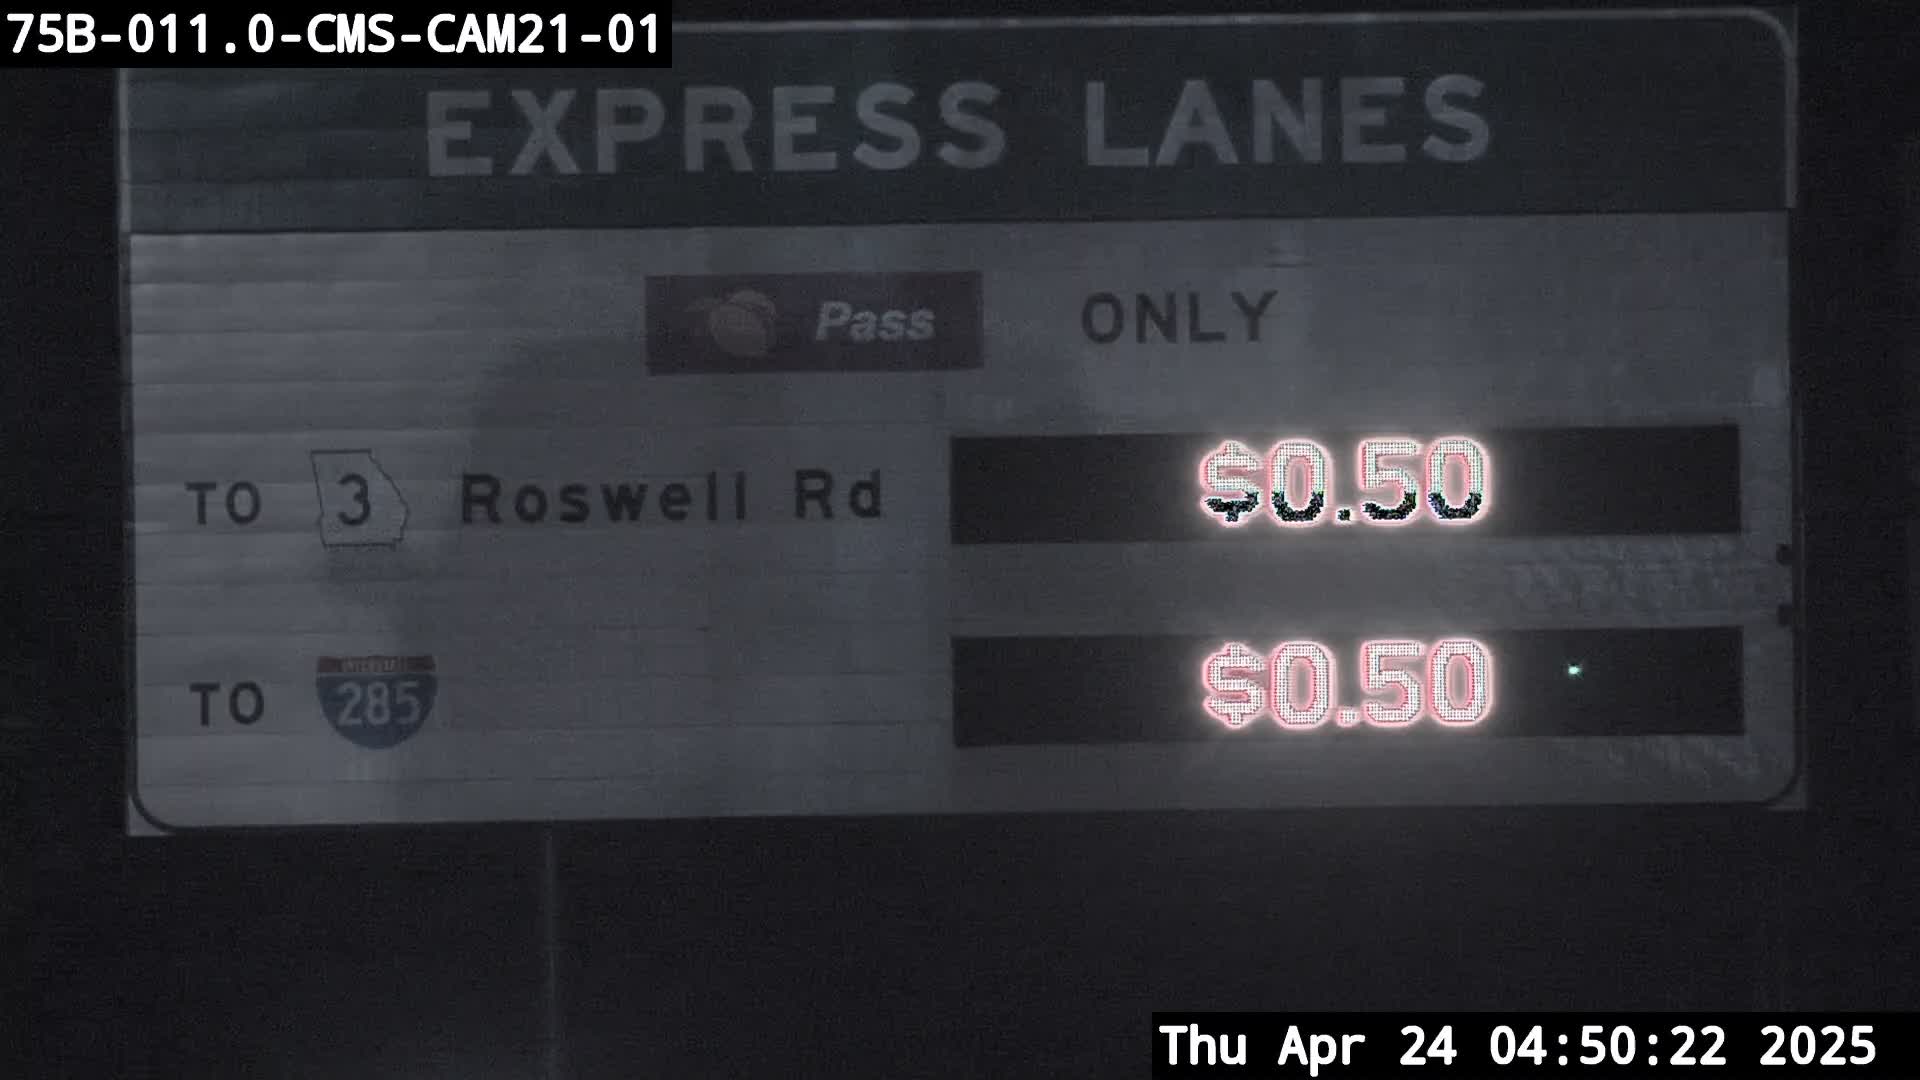 75B-011.0-CMS-CAM21-01
EXPRESS LANES
Pass ONLY
TO 3 Roswell Rd $0.50
TO INTERSTATE 285 $0.50
Thu Apr 24 04:50:22 2025